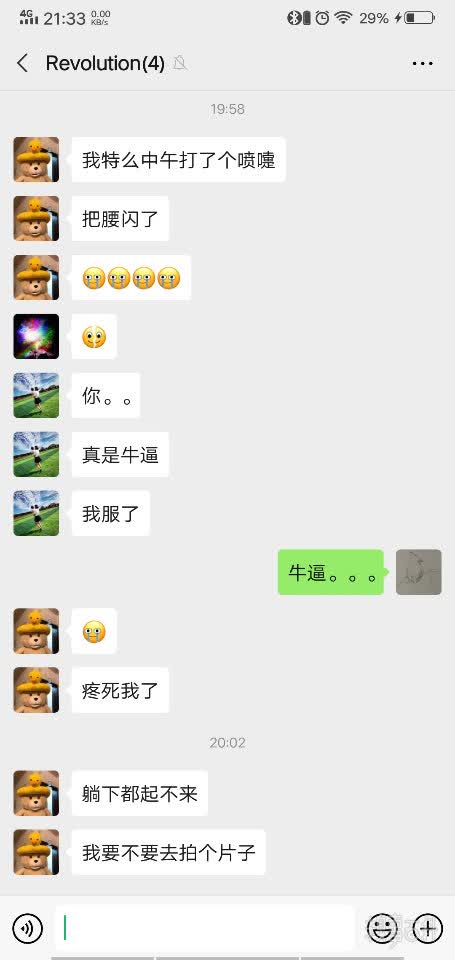 4G 21:33 0.00 KB/s 29%
Revolution(4)
19:58
我特么中午打了个喷嚏
把腰闪了
你。。
真是牛逼
我服了
牛逼。。。
疼死我了
20:02
躺下都起不来
我要不要去拍个片子